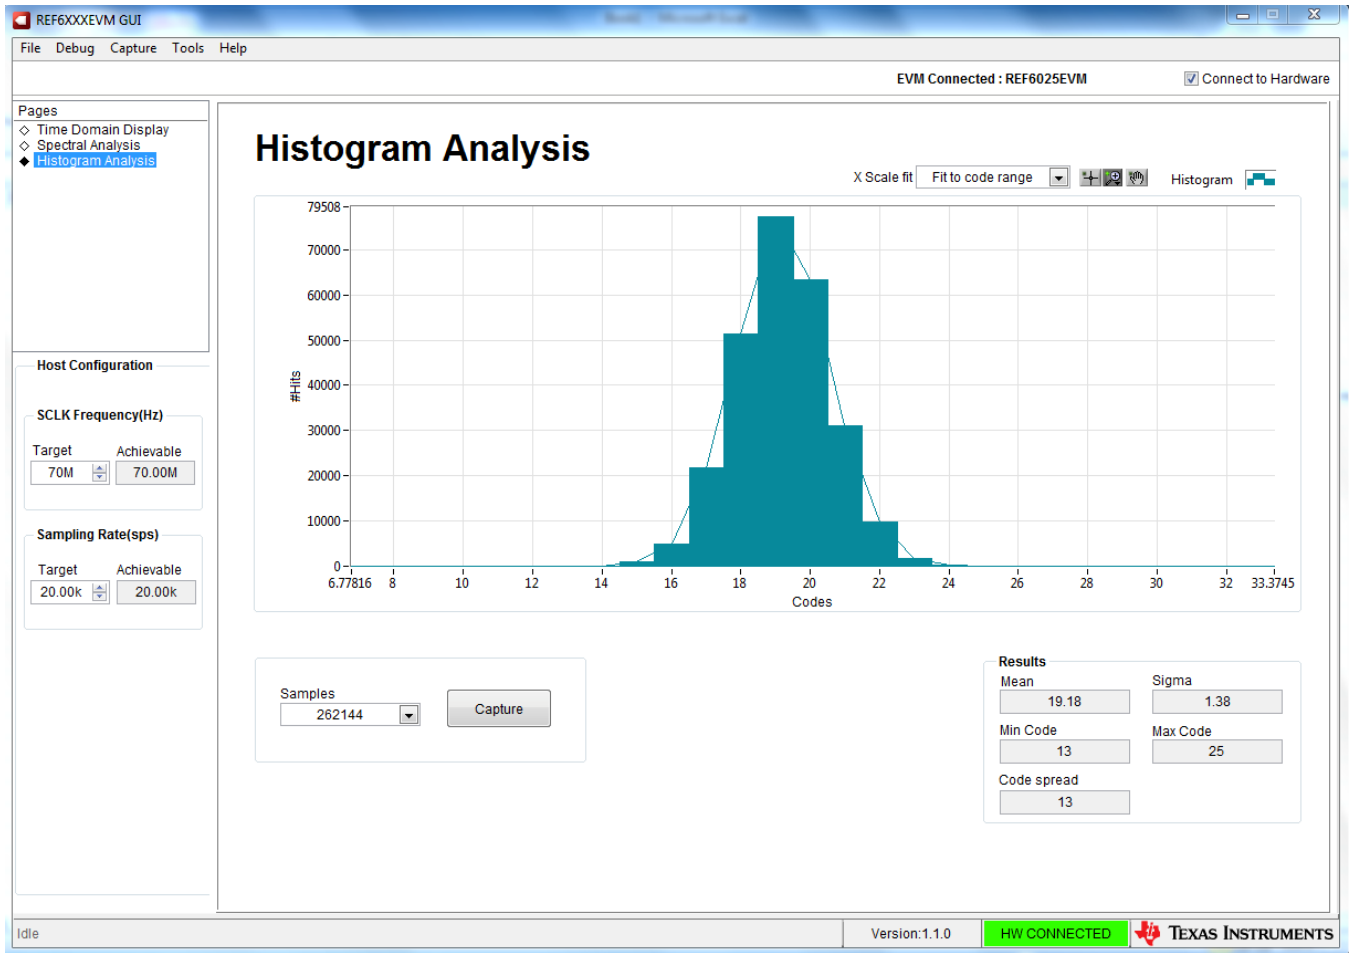 REF6XXXEVM GUI
File Debug Capture Tools Help
EVM Connected : REF6025EVM
Connect to Hardware
Pages
Time Domain Display
Spectral Analysis
Histogram Analysis
Host Configuration
SCLK Frequency(Hz)
Target Achievable
70M 70.00M
Sampling Rate(sps)
Target Achievable
20.00k 20.00k
Histogram Analysis
X Scale fit Fit to code range Histogram
79508
70000
60000
50000
40000
30000
20000
10000
0
#Hits
6.77816 8 10 12 14 16 18 20 22 24 26 28 30 32 33.3745
Codes
Samples
262144
Capture
Results
Mean Sigma
19.18 1.38
Min Code Max Code
13 25
Code spread
13
Idle
Version:1.1.0
HW CONNECTED
TEXAS INSTRUMENTS